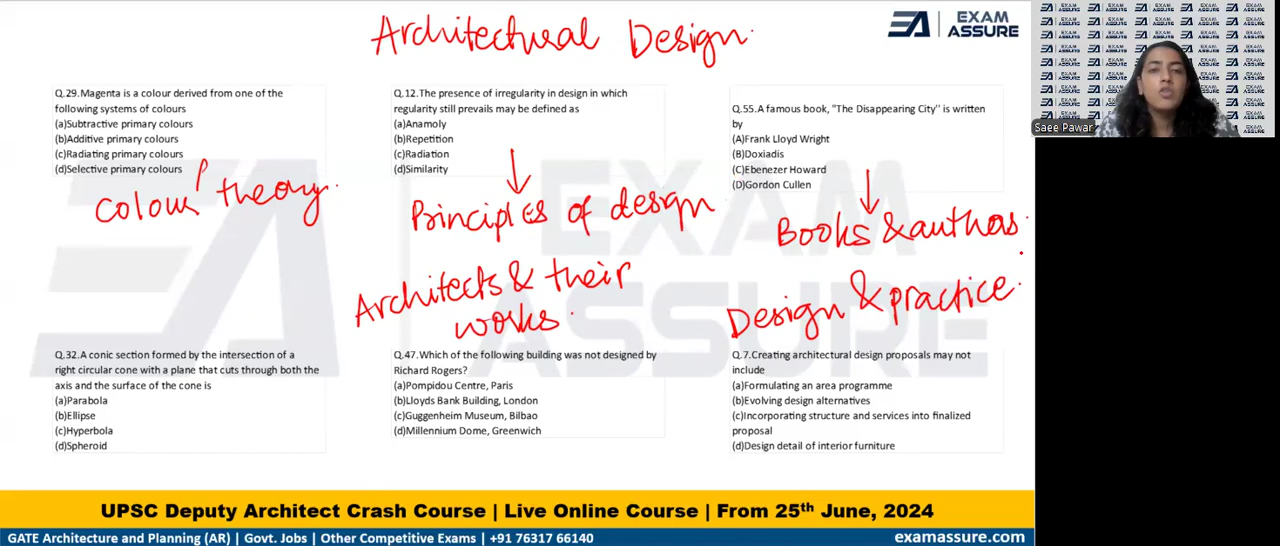 Architectural Design.
EXAM
ASSURE
Saee Pawar
Q.29.Magenta is a colour derived from one of the
following systems of colours
(a)Subtractive primary colours
(b)Additive primary colours
(c)Radiating primary colours
(d)Selective primary colours
Colour theory.
Q.12.The presence of irregularity in design in which
regularity still prevails may be defined as
(a)Anamoly
(b)Repetition
(c)Radiation
(d)Similarity
Principles of design
Q.55.A famous book, "The Disappearing City" is written
by
(A)Frank Lloyd Wright
(B)Doxiadis
(C)Ebenezer Howard
(D)Gordon Cullen
Books & authors.
Architects & their
works.
Design & practice.
EXAM
ASSURE
Q.32.A conic section formed by the intersection of a
right circular cone with a plane that cuts through both the
axis and the surface of the cone is
(a)Parabola
(b)Ellipse
(c)Hyperbola
(d)Spheroid
Q.47.Which of the following building was not designed by
Richard Rogers?
(a)Pompidou Centre, Paris
(b)Lloyds Bank Building, London
(c)Guggenheim Museum, Bilbao
(d)Millennium Dome, Greenwich
Q.7.Creating architectural design proposals may not
include
(a)Formulating an area programme
(b)Evolving design alternatives
(c)Incorporating structure and services into finalized
proposal
(d)Design detail of interior furniture
UPSC Deputy Architect Crash Course | Live Online Course | From 25th June, 2024
GATE Architecture and Planning (AR) | Govt. Jobs | Other Competitive Exams | +91 76317 66140
examassure.com